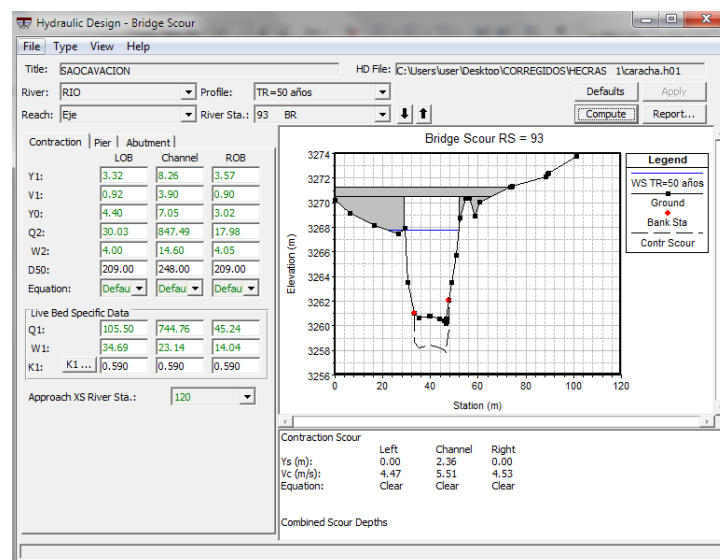 Hydraulic Design - Bridge Scour
File Type View Help
Title: SAOCAVACION HD File: C:\Users\user\Desktop\CORREGIDOS\HECRAS 1\caracha.h01
River: RIO Profile: TR=50 años Defaults Apply
Reach: Eje River Sta.: 93 BR Compute Report...
Contraction Pier Abutment
LOB Channel ROB
Y1: 3.32 8.26 3.57
V1: 0.92 3.90 0.90
Y0: 4.40 7.05 3.02
Q2: 30.03 847.49 17.98
W2: 4.00 14.60 4.05
D50: 209.00 248.00 209.00
Equation: Defau Defau Defau
Live Bed Specific Data
Q1: 105.50 744.76 45.24
W1: 34.69 23.14 14.04
K1: K1 ... 0.590 0.590 0.590
Approach XS River Sta.: 120
Bridge Scour RS = 93
Elevation (m)
3274
3272
3270
3268
3266
3264
3262
3260
3258
3256
0 20 40 60 80 100 120
Station (m)
Legend
WS TR=50 años
Ground
Bank Sta
Contr Scour
Contraction Scour
Left Channel Right
Ys (m): 0.00 2.36 0.00
Vc (m/s): 4.47 5.51 4.53
Equation: Clear Clear Clear
Combined Scour Depths